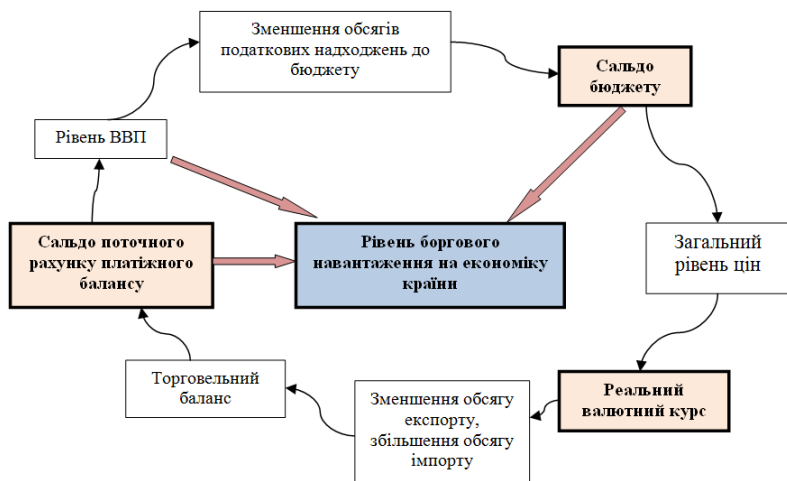 Зменшення обсягів
податкових надходжень до
бюджету
Сальдо
бюджету
Рівень ВВП
Сальдо поточного
рахунку платіжного
балансу
Рівень боргового
навантаження на економіку
країни
Загальний
рівень цін
Торговельний
баланс
Зменшення обсягу
експорту,
збільшення обсягу
імпорту
Реальний
валютний курс